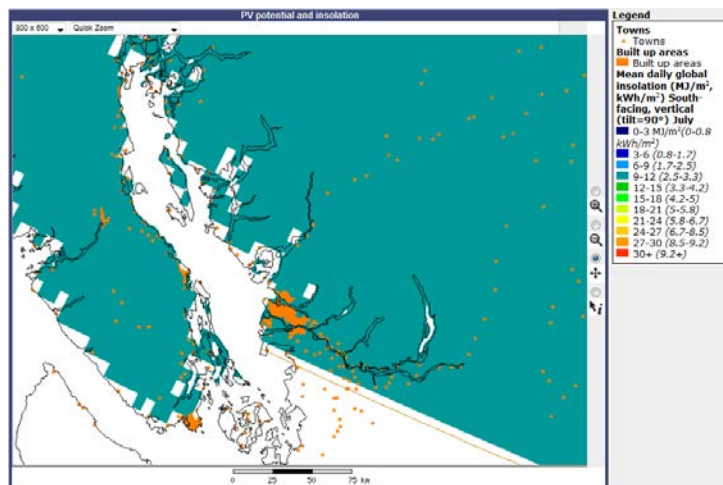 PV potential and insolation
800 x 600 Quick Zoom
Legend
Towns
Towns
Built up areas
Built up areas
Mean daily global
insolation (MJ/m²,
kWh/m²) South-
facing, vertical
(tilt=90°) July
0-3 MJ/m²(0-0.8
kWh/m²)
3-6 (0.8-1.7)
6-9 (1.7-2.5)
9-12 (2.5-3.3)
12-15 (3.3-4.2)
15-18 (4.2-5)
18-21 (5-5.8)
21-24 (5.8-6.7)
24-27 (6.7-8.5)
27-30 (8.5-9.2)
30+ (9.2+)
i
0 25 50 75 km